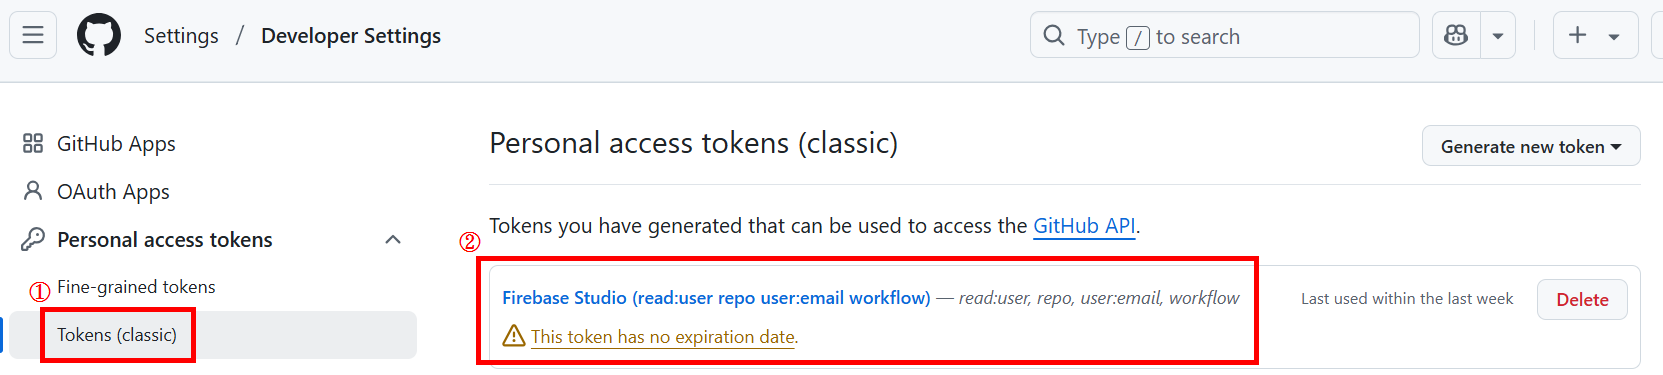 Settings / Developer Settings
Type / to search
GitHub Apps
OAuth Apps
Personal access tokens
Fine-grained tokens
①
Tokens (classic)
Personal access tokens (classic)
Generate new token
Tokens you have generated that can be used to access the GitHub API.
②
Firebase Studio (read:user repo user:email workflow) — read:user, repo, user:email, workflow
Last used within the last week
Delete
This token has no expiration date.